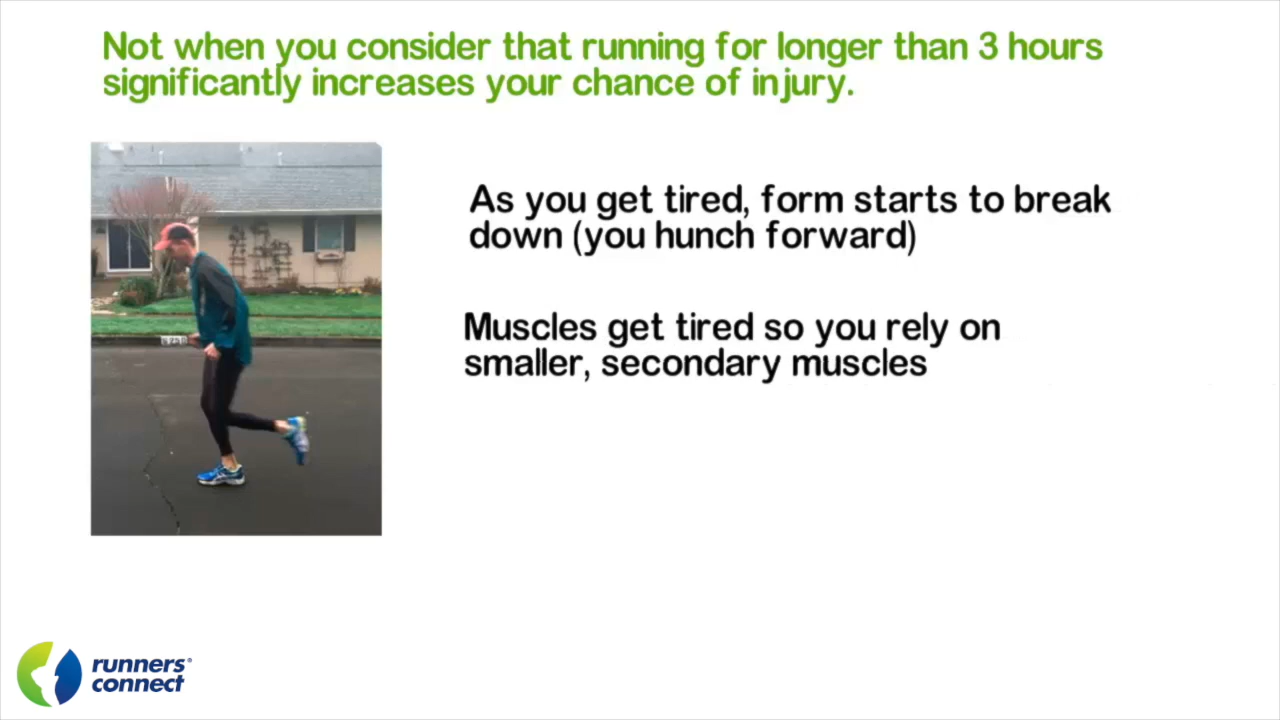 Not when you consider that running for longer than 3 hours
significantly increases your chance of injury.
As you get tired, form starts to break
down (you hunch forward)
Muscles get tired so you rely on
smaller, secondary muscles
runners®
connect